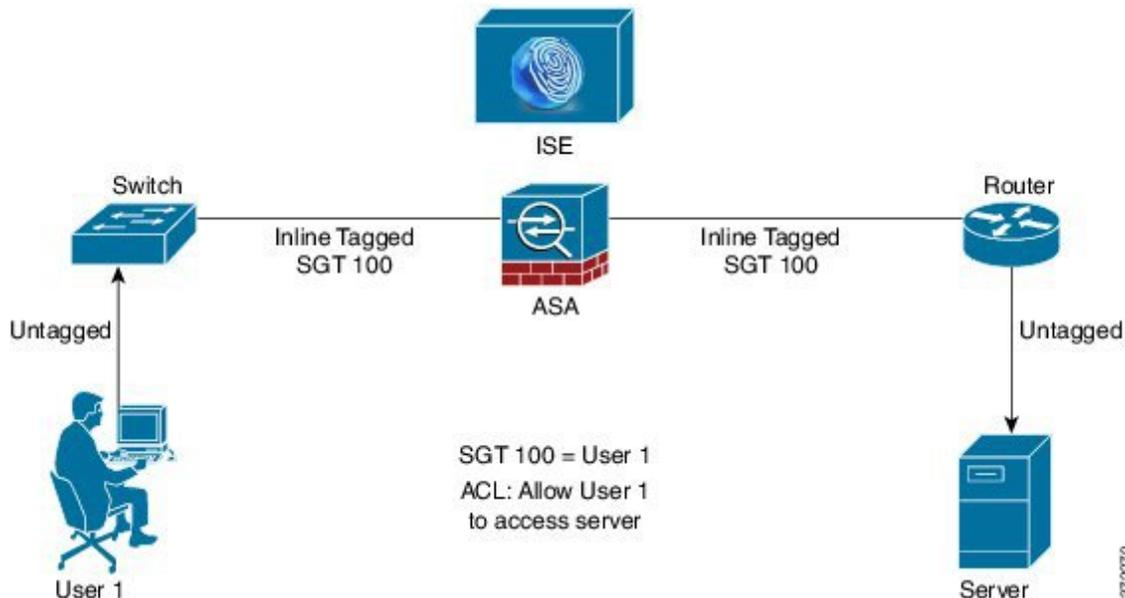 ISE
Switch
Router
Inline Tagged
SGT 100
Inline Tagged
SGT 100
ASA
Untagged
Untagged
SGT 100 = User 1
ACL: Allow User 1
to access server
User 1
Server